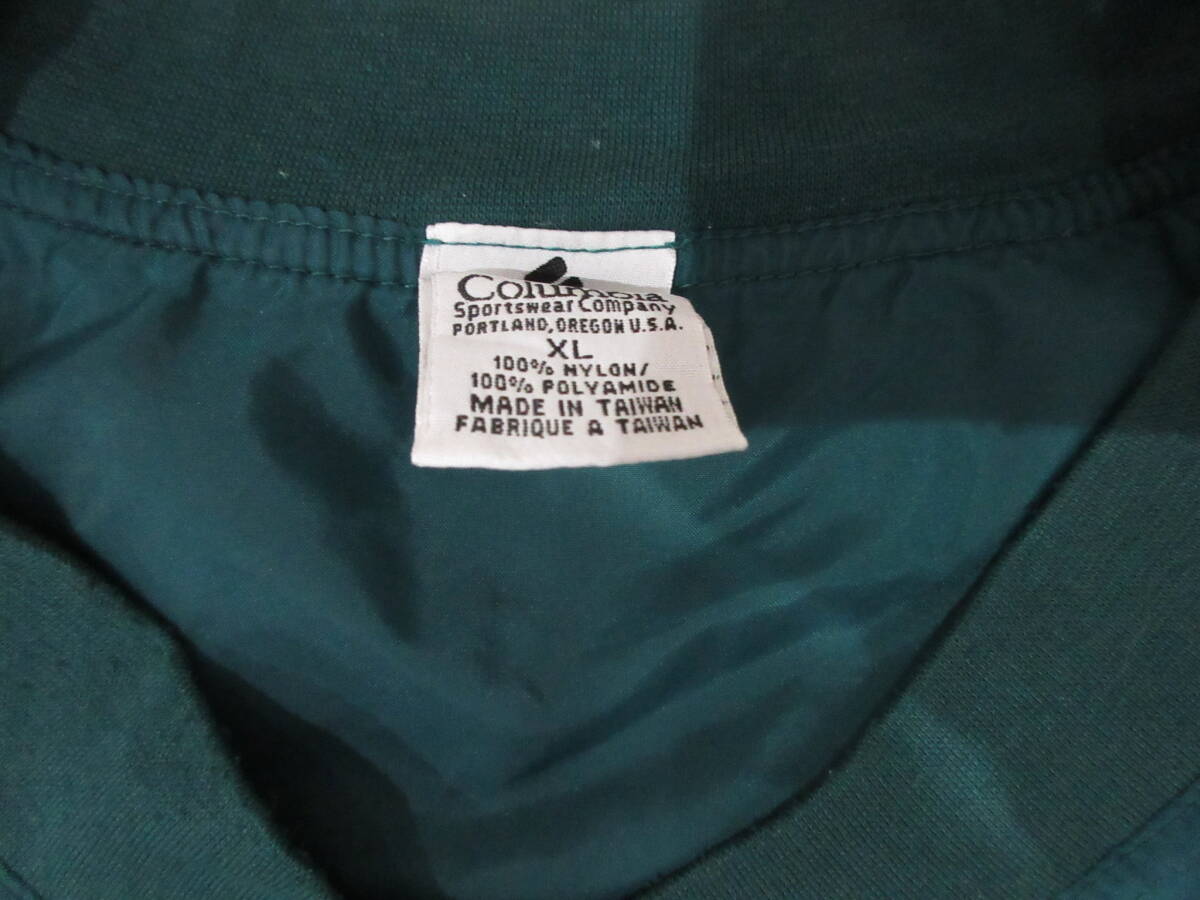 Columbia
Sportswear Company
PORTLAND, OREGON U.S.A.
XL
100% NYLON/
100% POLYAMIDE
MADE IN TAIWAN
FABRIQUE A TAIWAN